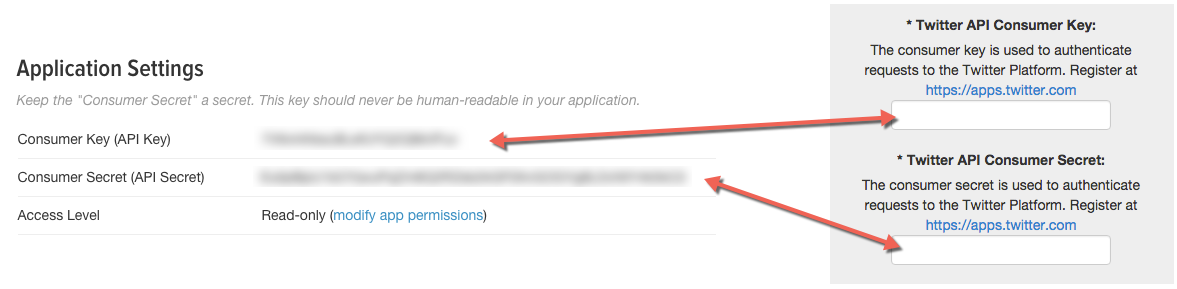 Application Settings
Keep the "Consumer Secret" a secret. This key should never be human-readable in your application.
Consumer Key (API Key)
Consumer Secret (API Secret)
Access Level Read-only (modify app permissions)
* Twitter API Consumer Key:
The consumer key is used to authenticate
requests to the Twitter Platform. Register at
https://apps.twitter.com
* Twitter API Consumer Secret:
The consumer secret is used to authenticate
requests to the Twitter Platform. Register at
https://apps.twitter.com